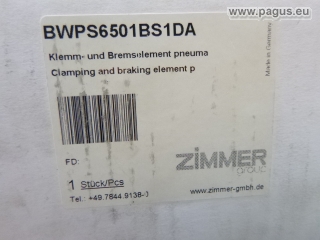 www.pagus.eu
BWPS6501BS1DA
Klemm- und Bremselement pneuma
Clamping and braking element p
Made in Germany
FD:
ZIMMER
group
1 Stück/Pcs
Tel.: +49.7844.9138-0
www.zimmer-gmbh.de